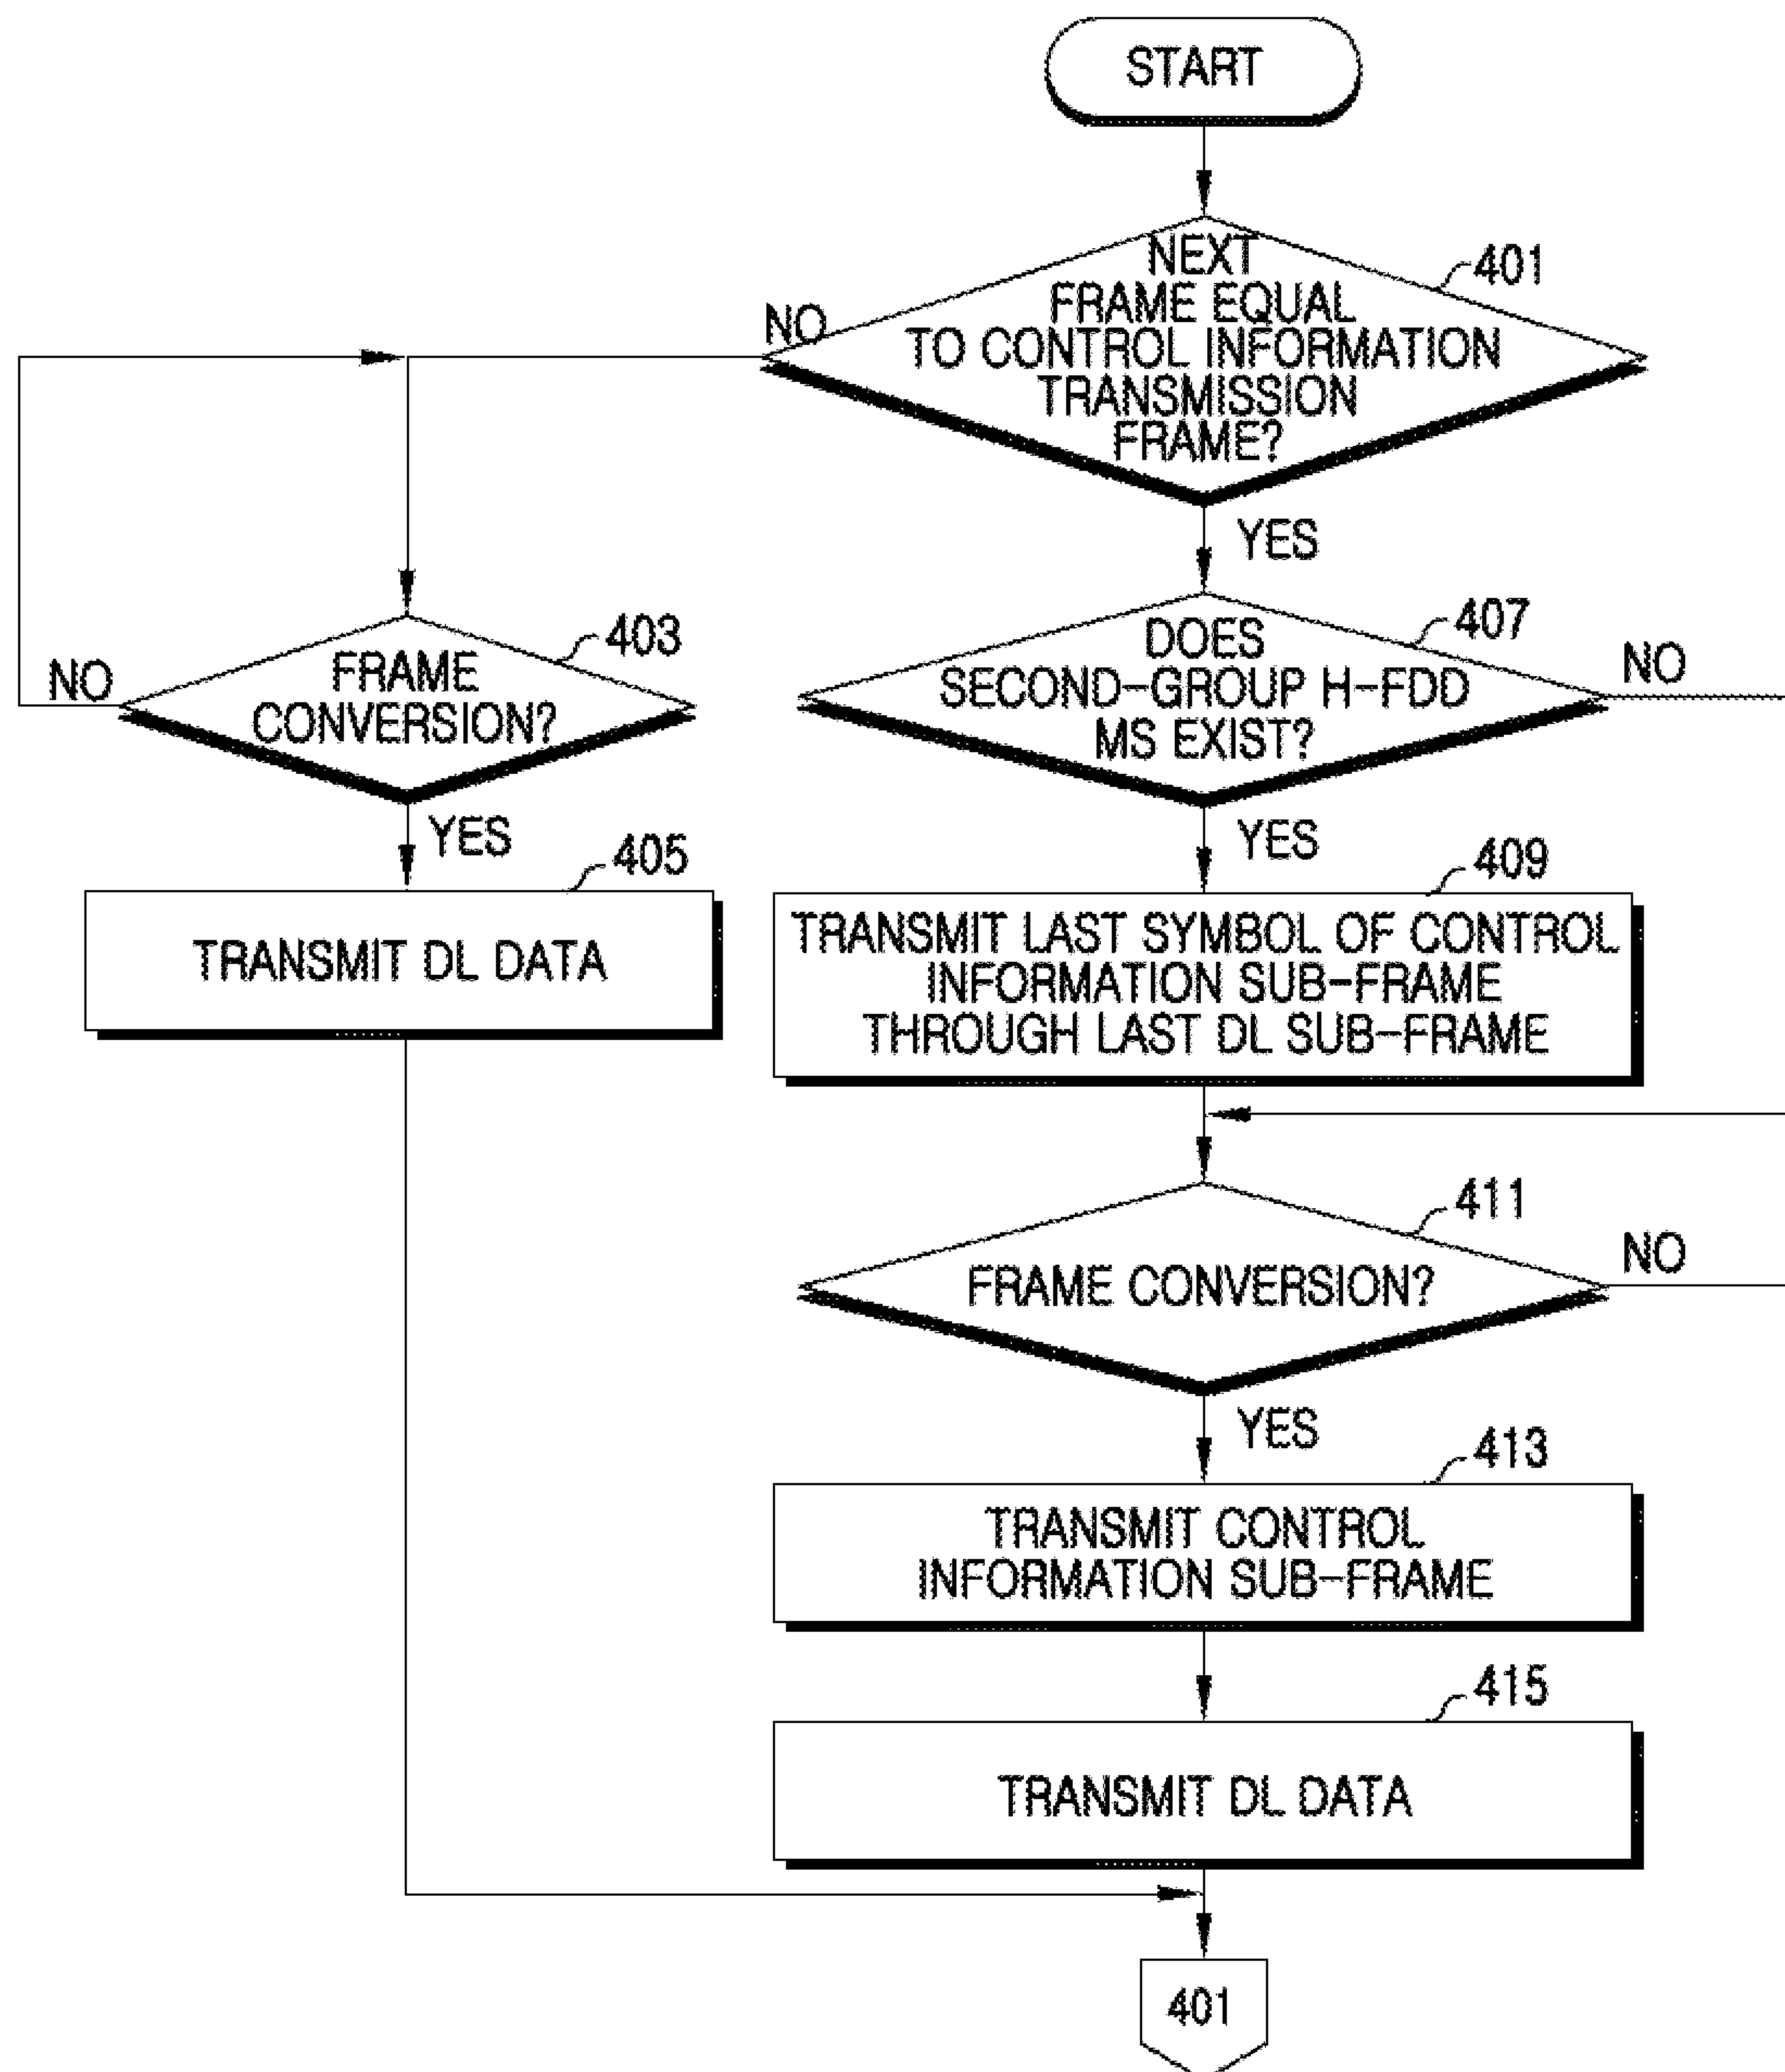 START
NEXT
FRAME EQUAL
TO CONTROL INFORMATION
TRANSMISSION
FRAME?
401
NO
YES
FRAME
CONVERSION?
403
NO
YES
TRANSMIT DL DATA
405
DOES
SECOND-GROUP H-FDD
MS EXIST?
407
NO
YES
TRANSMIT LAST SYMBOL OF CONTROL
INFORMATION SUB-FRAME
THROUGH LAST DL SUB-FRAME
409
FRAME CONVERSION?
411
NO
YES
TRANSMIT CONTROL
INFORMATION SUB-FRAME
413
TRANSMIT DL DATA
415
401